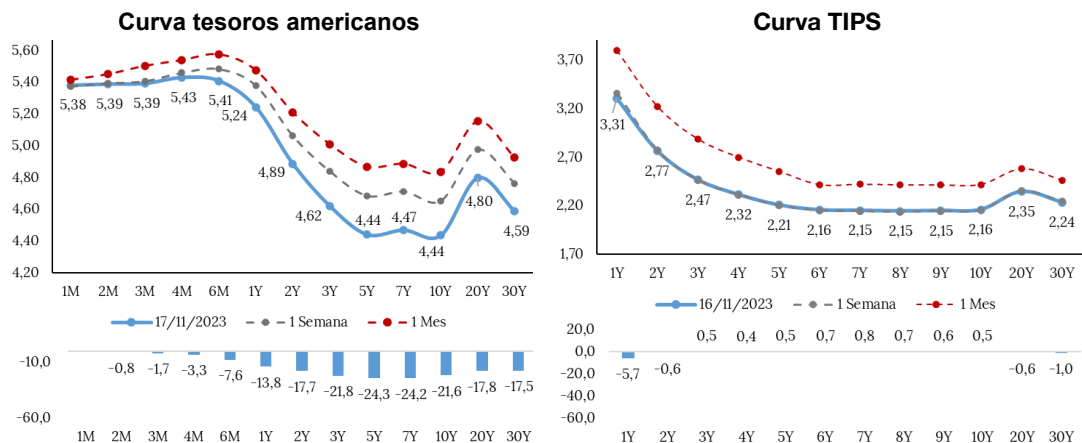 Curva tesoros americanos
5,60
5,40
5,20
5,00
4,80
4,60
4,40
4,20
5,38 5,39 5,39 5,43 5,41 5,24 4,89 4,62 4,44 4,47 4,44 4,80 4,59
1M 2M 3M 4M 6M 1Y 2Y 3Y 5Y 7Y 10Y 20Y 30Y
17/11/2023 1 Semana 1 Mes
-10,0
-60,0
-0,8 -1,7 -3,3 -7,6 -13,8 -17,7 -21,8 -24,3 -24,2 -21,6 -17,8 -17,5
1M 2M 3M 4M 6M 1Y 2Y 3Y 5Y 7Y 10Y 20Y 30Y
Curva TIPS
3,70
3,20
2,70
2,20
1,70
3,31 2,77 2,47 2,32 2,21 2,16 2,15 2,15 2,15 2,16 2,35 2,24
1Y 2Y 3Y 4Y 5Y 6Y 7Y 8Y 9Y 10Y 20Y 30Y
16/11/2023 1 Semana 1 Mes
20,0
0,0
-20,0
-40,0
-60,0
-5,7 -0,6 0,5 0,4 0,5 0,7 0,8 0,7 0,6 0,5 -0,6 -1,0
1Y 2Y 3Y 4Y 5Y 6Y 7Y 8Y 9Y 10Y 20Y 30Y